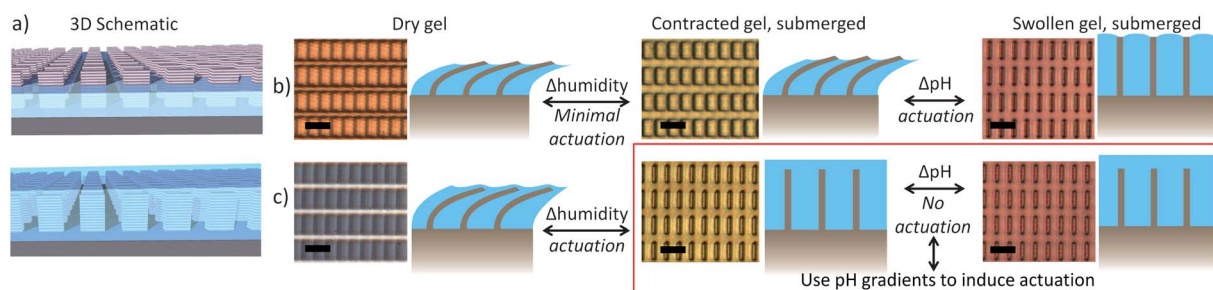 a) 3D Schematic
Dry gel
Contracted gel, submerged
Swollen gel, submerged
b)
Δhumidity
Minimal
actuation
ΔpH
actuation
c)
Δhumidity
actuation
ΔpH
No
actuation
Use pH gradients to induce actuation